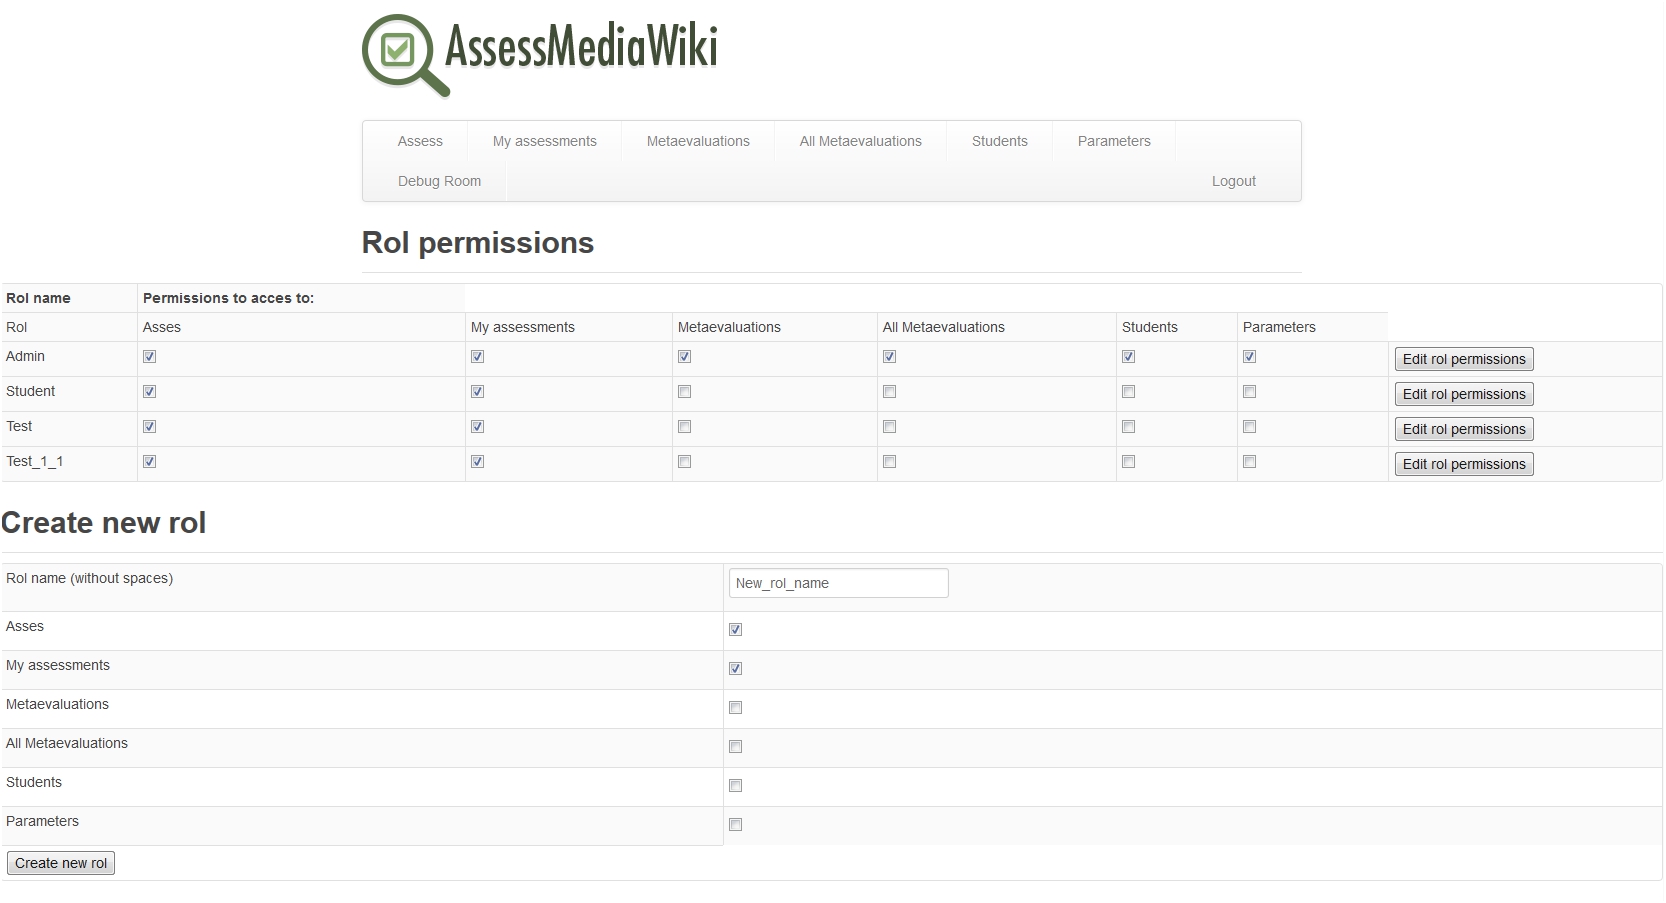 AssessMediaWiki
Assess My assessments Metaevaluations All Metaevaluations Students Parameters
Debug Room Logout
Rol permissions
Rol name Permissions to acces to:
Rol Asses My assessments Metaevaluations All Metaevaluations Students Parameters
Admin Edit rol permissions
Student Edit rol permissions
Test Edit rol permissions
Test_1_1 Edit rol permissions
Create new rol
Rol name (without spaces) New_rol_name
Asses
My assessments
Metaevaluations
All Metaevaluations
Students
Parameters
Create new rol